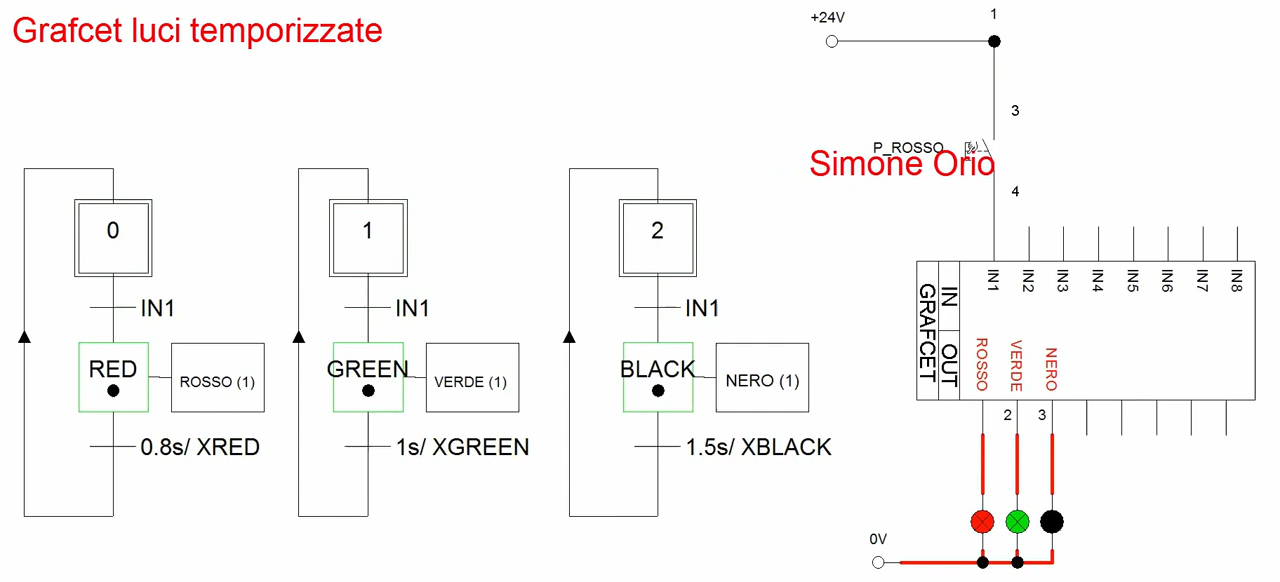 Grafcet luci temporizzate
0
IN1
RED
ROSSO (1)
0.8s/ XRED
1
IN1
GREEN
VERDE (1)
1s/ XGREEN
2
IN1
BLACK
NERO (1)
1.5s/ XBLACK
+24V
1
3
P_ROSSO
Simone Orio
4
GRAFCET
IN
OUT
IN1
IN2
IN3
IN4
IN5
IN6
IN7
IN8
ROSSO
VERDE
NERO
2
3
0V